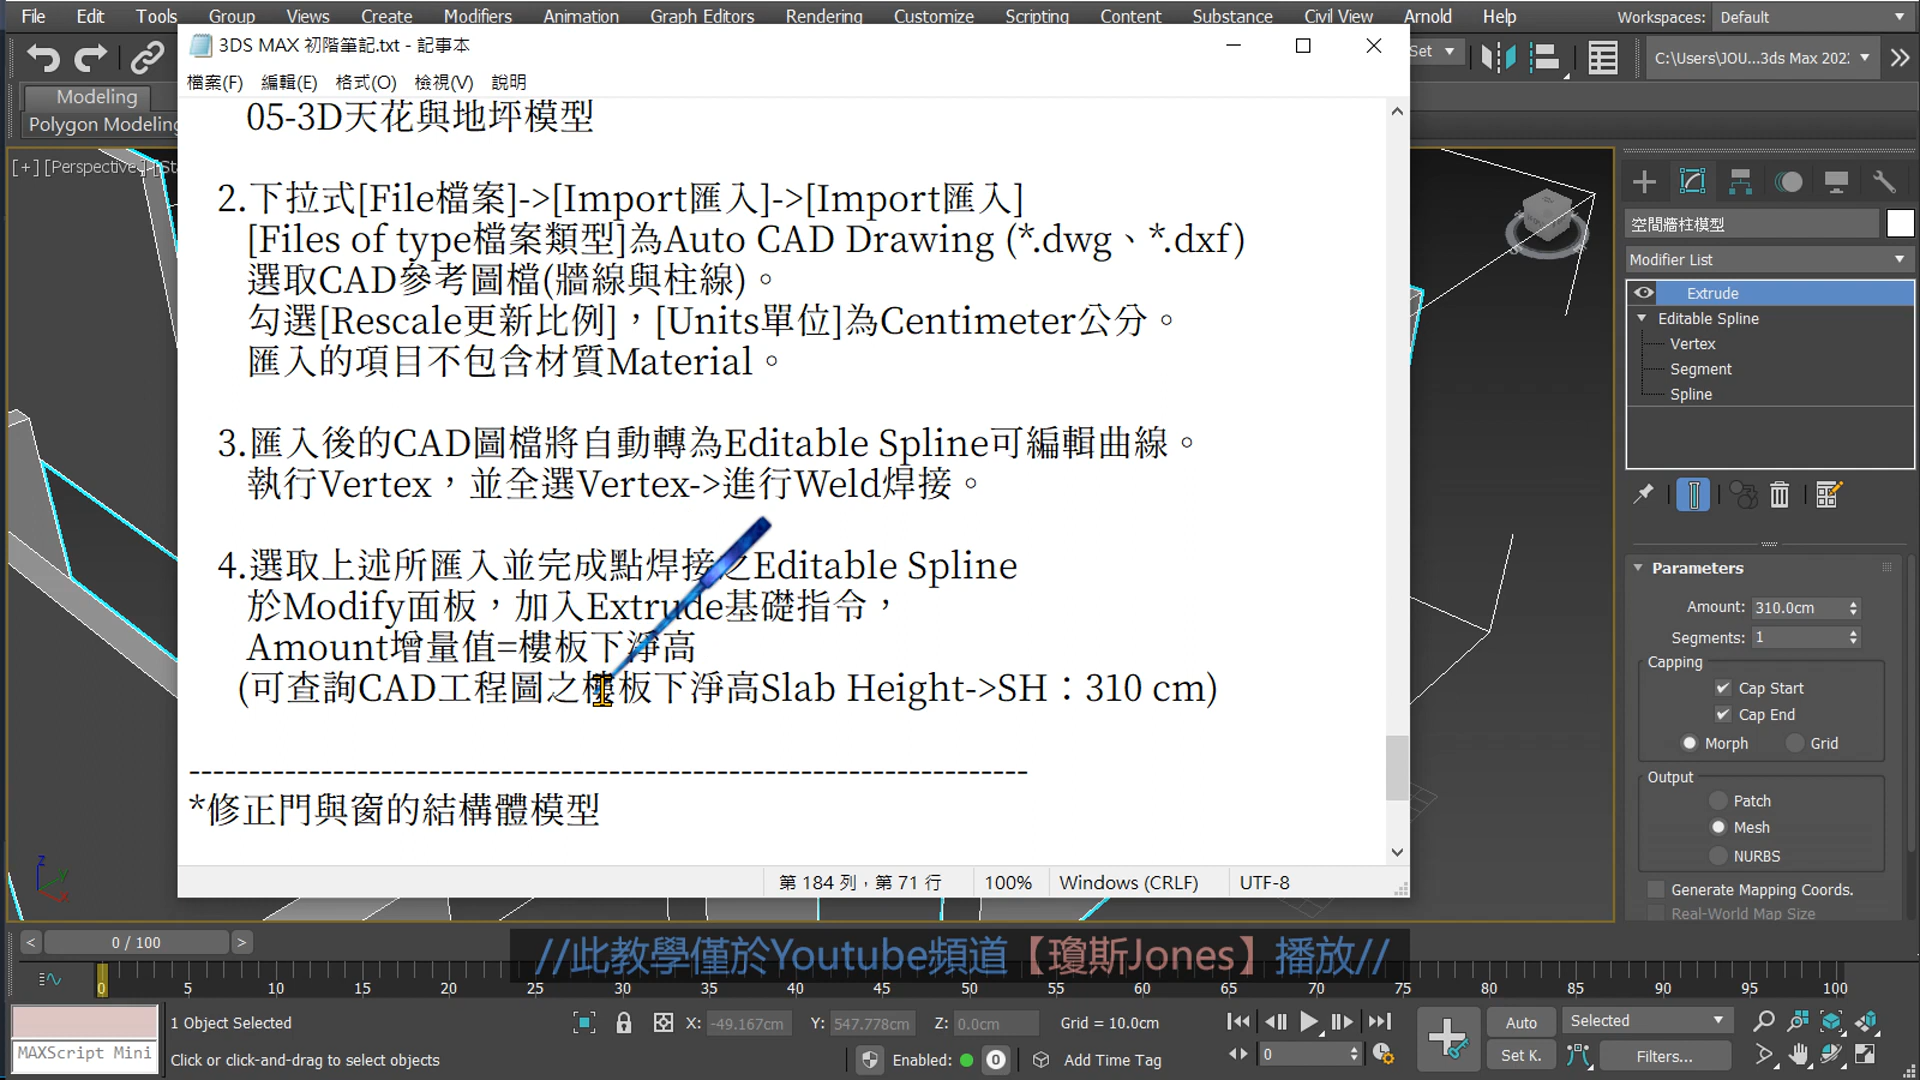 File Edit Tools Group Views Create Modifiers Animation Graph Editors Rendering Customize Scripting Content Substance Civil View Arnold Help Workspaces: Default
3DS MAX 初階筆記.txt - 記事本
Set
C:\Users\JOU...3ds Max 202
檔案(F) 編輯(E) 格式(O) 檢視(V) 說明
Modeling
Polygon Modeling
[+] [Perspective]
05-3D天花與地坪模型
2.下拉式[File檔案]->[Import匯入]->[Import匯入]
[Files of type檔案類型]為Auto CAD Drawing (*.dwg、*.dxf)
選取CAD參考圖檔(牆線與柱線)。
勾選[Rescale更新比例]，[Units單位]為Centimeter公分。
匯入的項目不包含材質Material。
3.匯入後的CAD圖檔將自動轉為Editable Spline可編輯曲線。
執行Vertex，並全選Vertex->進行Weld焊接。
4.選取上述所匯入並完成點焊接之Editable Spline
於Modify面板，加入Extrude基礎指令，
Amount增量值=樓板下淨高
(可查詢CAD工程圖之樓板下淨高Slab Height->SH：310 cm)
----------------------------------------------------------------------
*修正門與窗的結構體模型
第 184 列，第 71 行 100% Windows (CRLF) UTF-8
空間牆柱模型
Modifier List
Extrude
Editable Spline
Vertex
Segment
Spline
Parameters
Amount: 310.0cm
Segments: 1
Capping
Cap Start
Cap End
Morph Grid
Output
Patch
Mesh
NURBS
Generate Mapping Coords.
Real-World Map Size
< 0 / 100 >
//此教學僅於Youtube頻道【瓊斯Jones】播放//
0 5 10 15 20 25 30 35 40 45 50 55 60 65 70 75 80 85 90 95 100
1 Object Selected
X: -49.167cm Y: 547.778cm Z: 0.0cm Grid = 10.0cm
Auto Selected
MAXScript Mini
Click or click-and-drag to select objects
Enabled: 0 Add Time Tag
0
Set K. Filters...